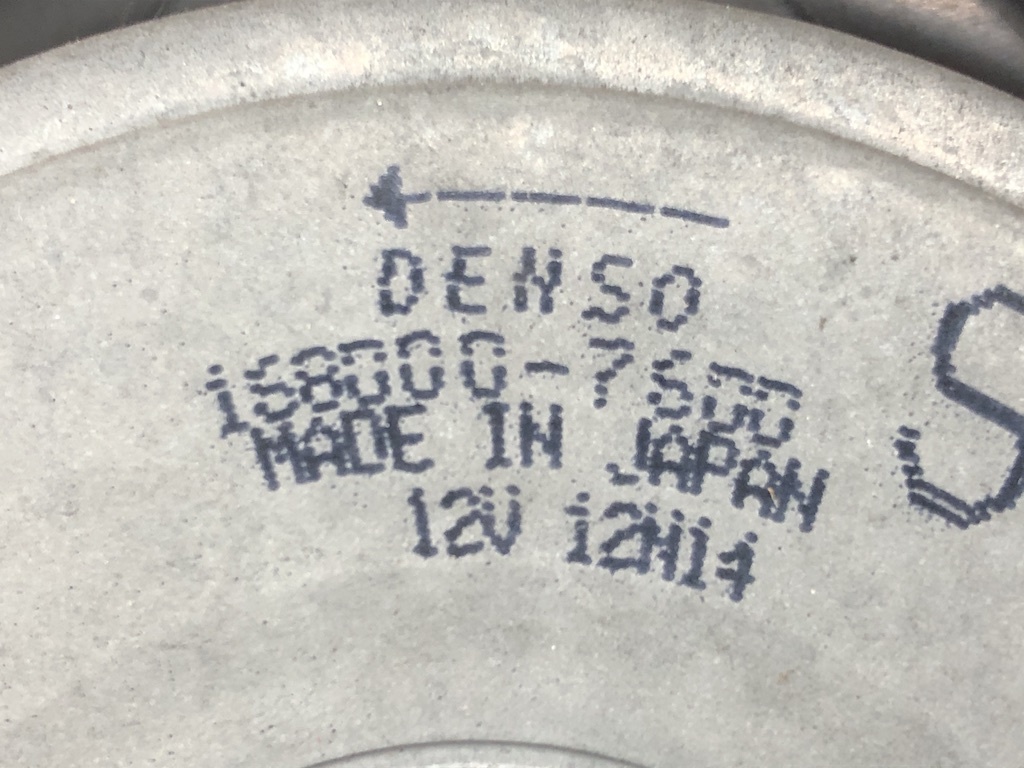 DENSO
168000-7600
MADE IN JAPAN
12V 12H14
S